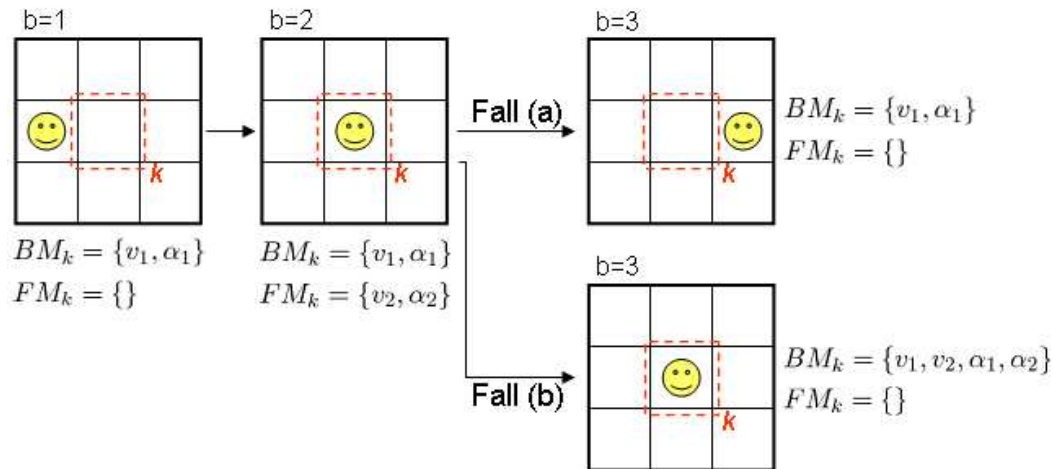 b=1
k
BM_k = {v_1, α_1}
FM_k = {}
b=2
k
BM_k = {v_1, α_1}
FM_k = {v_2, α_2}
Fall (a)
b=3
k
BM_k = {v_1, α_1}
FM_k = {}
Fall (b)
b=3
k
BM_k = {v_1, v_2, α_1, α_2}
FM_k = {}